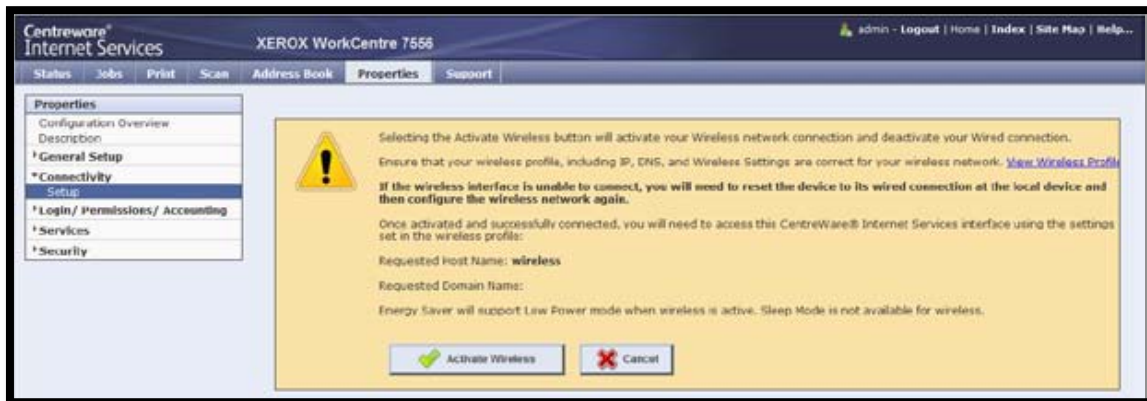 Centreware®
Internet Services
XEROX WorkCentre 7556
admin - Logout | Home | Index | Site Map | Help...
Status Jobs Print Scan Address Book Properties Support
Properties
Configuration Overview
Description
General Setup
Connectivity
Setup
Login/ Permissions/ Accounting
Services
Security
Selecting the Activate Wireless button will activate your Wireless network connection and deactivate your Wired connection.
Ensure that your wireless profile, including IP, DNS, and Wireless Settings are correct for your wireless network. View Wireless Profile
If the wireless interface is unable to connect, you will need to reset the device to its wired connection at the local device and
then configure the wireless network again.
Once activated and successfully connected, you will need to access this CentreWare® Internet Services interface using the settings
set in the wireless profile:
Requested Host Name: wireless
Requested Domain Name:
Energy Saver will support Low Power mode when wireless is active. Sleep Mode is not available for wireless.
Activate Wireless
Cancel